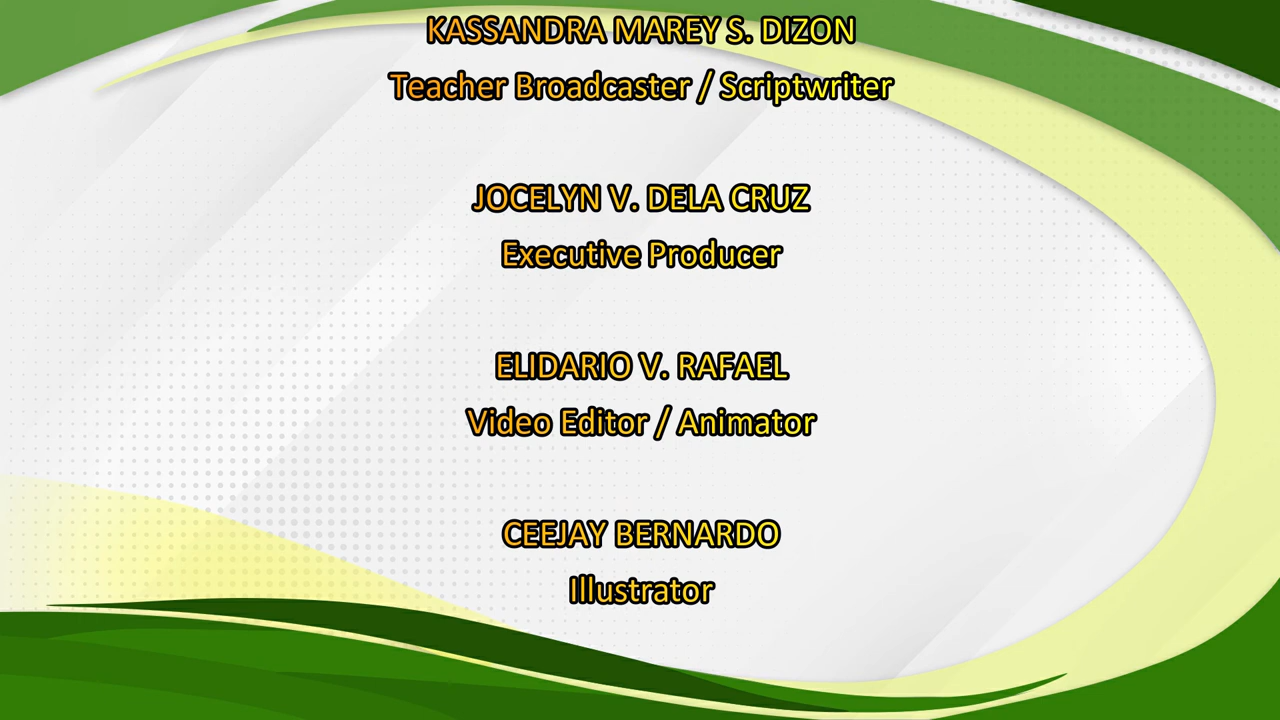 KASSANDRA MAREY S. DIZON
Teacher Broadcaster / Scriptwriter
JOCELYN V. DELA CRUZ
Executive Producer
ELIDARIO V. RAFAEL
Video Editor / Animator
CEEJAY BERNARDO
Illustrator